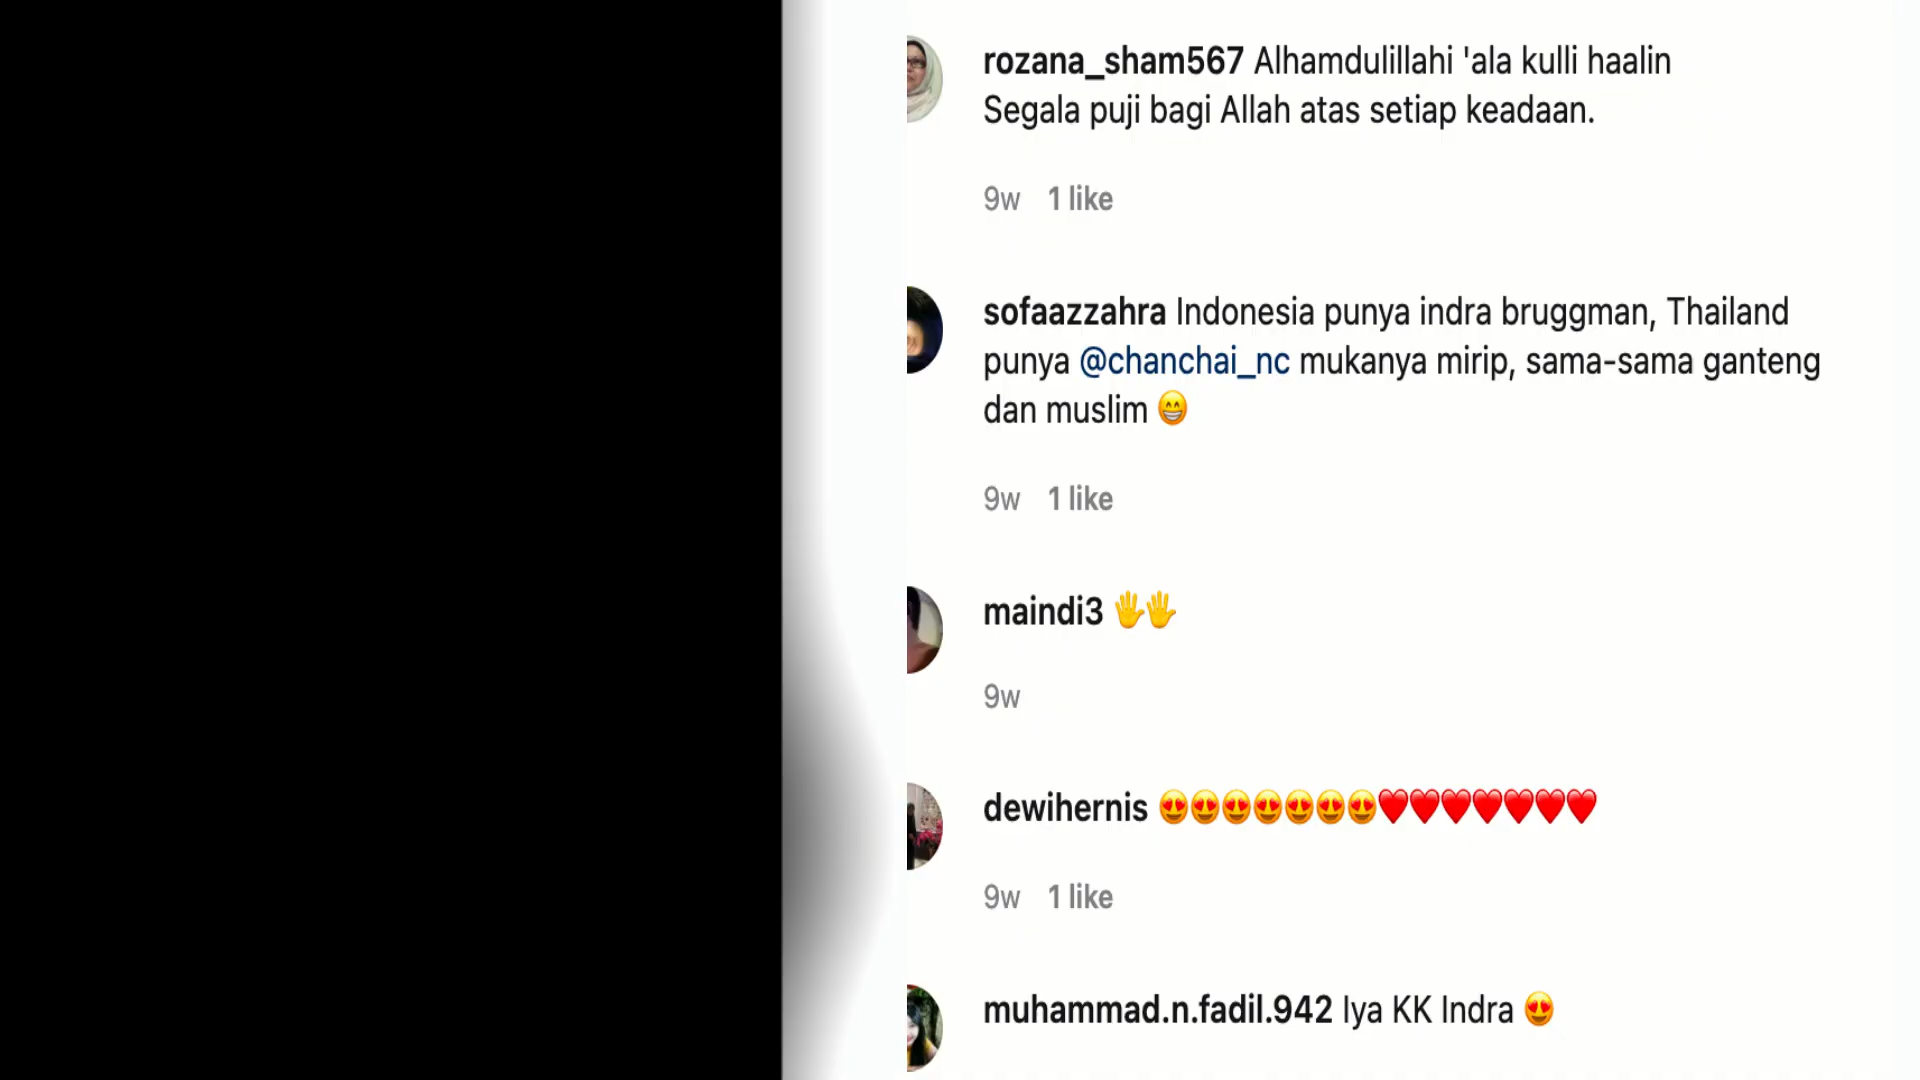 rozana_sham567 Alhamdulillahi 'ala kulli haalin
Segala puji bagi Allah atas setiap keadaan.
9w 1 like
sofaazzahra Indonesia punya indra bruggman, Thailand
punya @chanchai_nc mukanya mirip, sama-sama ganteng
dan muslim 😁
9w 1 like
maindi3 🖐🖐
9w
dewihernis 😍😍😍😍😍😍😍❤️❤️❤️❤️❤️❤️❤️
9w 1 like
muhammad.n.fadil.942 Iya KK Indra 😍